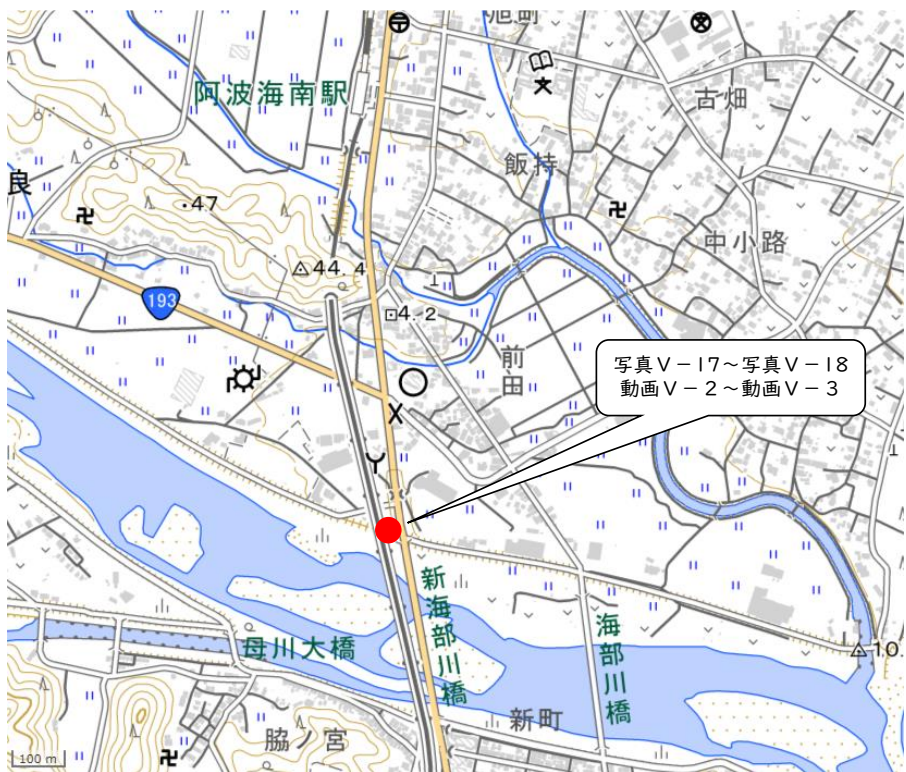 旭町
阿波海南駅
古畑
飯持
良
・47
中小路
△44.4
193
⊡4.2
前田
写真Ⅴ-17~写真Ⅴ-18
動画Ⅴ-2~動画Ⅴ-3
新海部川橋
海部川橋
母川大橋
△10.
新町
脇ノ宮
100 m